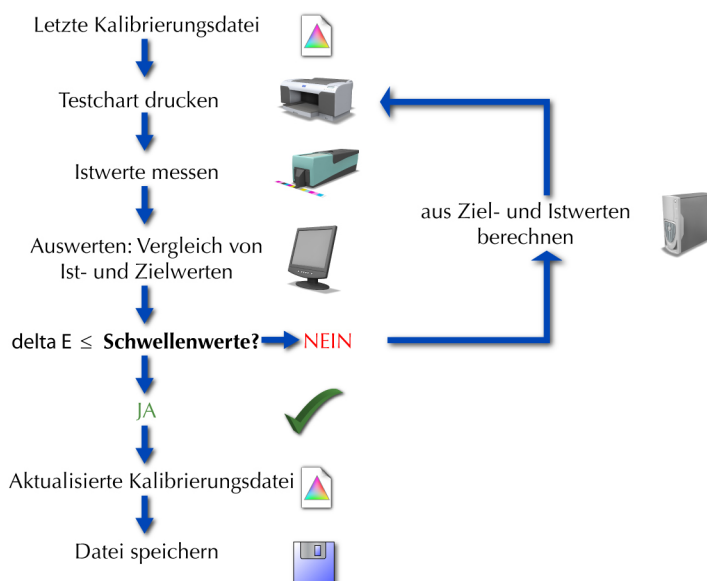 Letzte Kalibrierungsdatei
Testchart drucken
Istwerte messen
Auswerten: Vergleich von
Ist- und Zielwerten
delta E ≤ Schwellenwerte?
NEIN
aus Ziel- und Istwerten
berechnen
JA
Aktualisierte Kalibrierungsdatei
Datei speichern